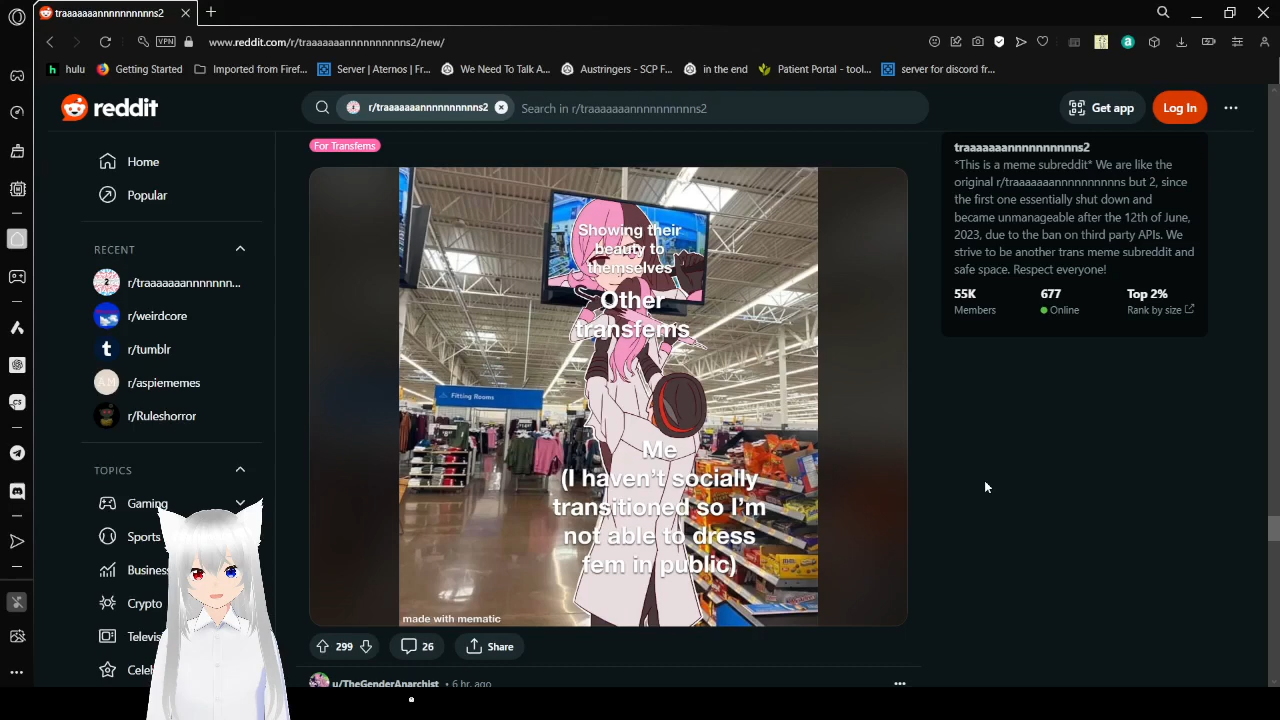 traaaaaaannnnnnnnnns2
VPN
www.reddit.com/r/traaaaaaannnnnnnnnns2/new/
hulu
Getting Started
Imported from Firef...
Server | Aternos | Fr...
We Need To Talk A...
Austringers - SCP F...
in the end
Patient Portal - tool...
server for discord fr...
reddit
r/traaaaaaannnnnnnnnns2
Search in r/traaaaaaannnnnnnnnns2
Get app
Log In
Home
Popular
RECENT
r/traaaaaaannnnnnn...
r/weirdcore
r/tumblr
AM
r/aspiememes
r/Ruleshorror
TOPICS
Gaming
Sports
Business
Crypto
Televisi
Celeb
For Transfems
Showing their
beauty to
themselves
Other
transfems
Fitting Rooms
Me
(I haven't socially
transitioned so I'm
not able to dress
fem in public)
made with mematic
299
26
Share
u/TheGenderAnarchist • 6 hr. ago
traaaaaaannnnnnnnnns2
*This is a meme subreddit* We are like the
original r/traaaaaaannnnnnnnnns but 2, since
the first one essentially shut down and
became unmanageable after the 12th of June,
2023, due to the ban on third party APIs. We
strive to be another trans meme subreddit and
safe space. Respect everyone!
55K
677
Top 2%
Members
Online
Rank by size